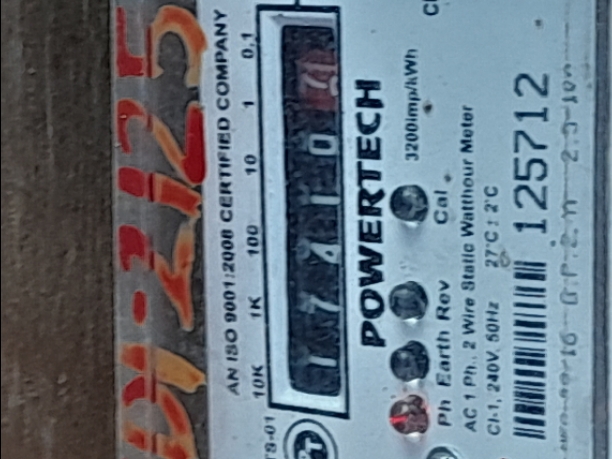 DI-2125
AN ISO 9001:2008 CERTIFIED COMPANY
10K 1K 100 10 1 0.1
1 7 4 1 0
POWERTECH
3200imp/kWh
Ph Earth Rev Cal
AC 1 Ph., 2 Wire Static Watthour Meter
Cl-1, 240V, 50Hz 27°C ± 2°C
125712